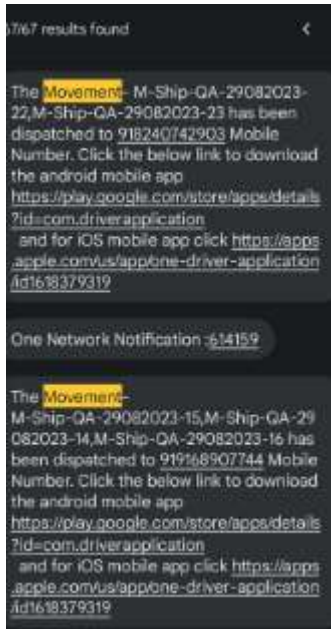 67/67 results found
The Movement- M-Ship-QA-29082023-
22,M-Ship-QA-29082023-23 has been
dispatched to 918240742903 Mobile
Number. Click the below link to download
the android mobile app
https://play.google.com/store/apps/details
?id=com.driverapplication
and for iOS mobile app click https://apps
.apple.com/us/app/one-driver-application
/id1618379319
One Network Notification :614159
The Movement-
M-Ship-QA-29082023-15,M-Ship-QA-29
082023-14,M-Ship-QA-29082023-16 has
been dispatched to 919168907744 Mobile
Number. Click the below link to download
the android mobile app
https://play.google.com/store/apps/details
?id=com.driverapplication
and for iOS mobile app click https://apps
.apple.com/us/app/one-driver-application
/id1618379319